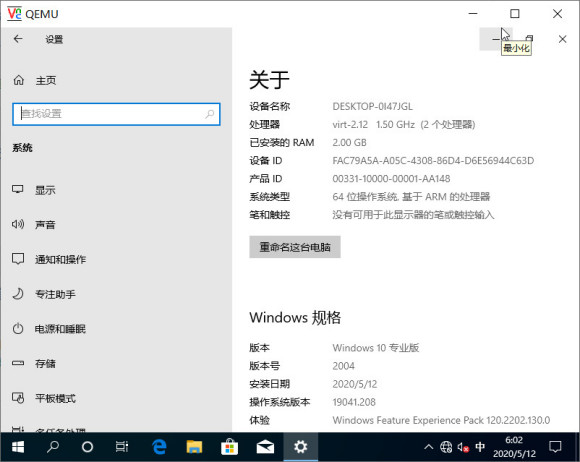 QEMU
设置
最小化
主页
查找设置
系统
显示
声音
通知和操作
专注助手
电源和睡眠
存储
平板模式
多任务处理
关于
设备名称 DESKTOP-0I47JGL
处理器 virt-2.12 1.50 GHz (2 个处理器)
已安装的 RAM 2.00 GB
设备 ID FAC79A5A-A05C-4308-86D4-D6E56944C63D
产品 ID 00331-10000-00001-AA148
系统类型 64 位操作系统, 基于 ARM 的处理器
笔和触控 没有可用于此显示器的笔或触控输入
重命名这台电脑
Windows 规格
版本 Windows 10 专业版
版本号 2004
安装日期 2020/5/12
操作系统版本 19041.208
体验 Windows Feature Experience Pack 120.2202.130.0
中
6:02
2020/5/12